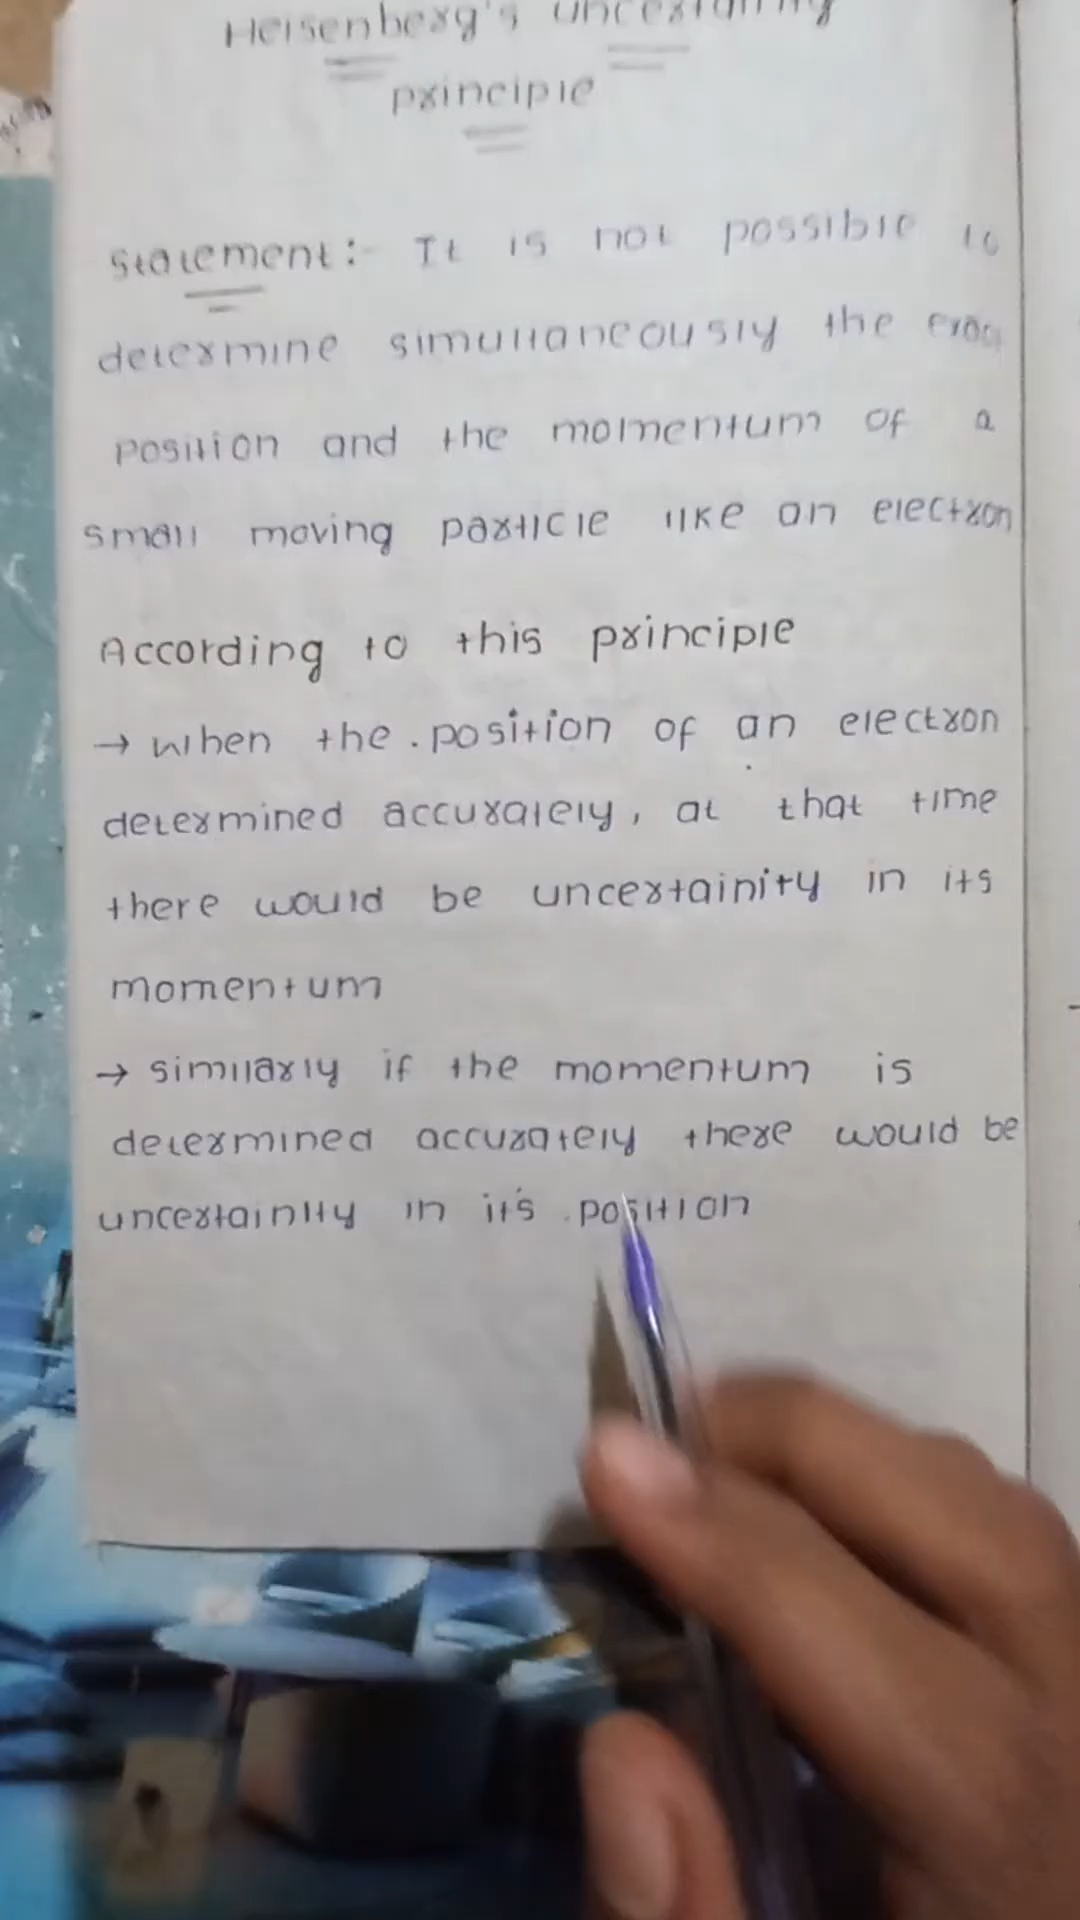 Heisenberg's uncertainity
principle
Statement:- It is not possible to
determine simultaneously the exact
position and the momentum of a
small moving particle like an electron
According to this principle
→ when the position of an electron
determined accurately, at that time
there would be uncertainity in its
momentum
→ similarly if the momentum is
determined accurately there would be
uncertainity in it's position